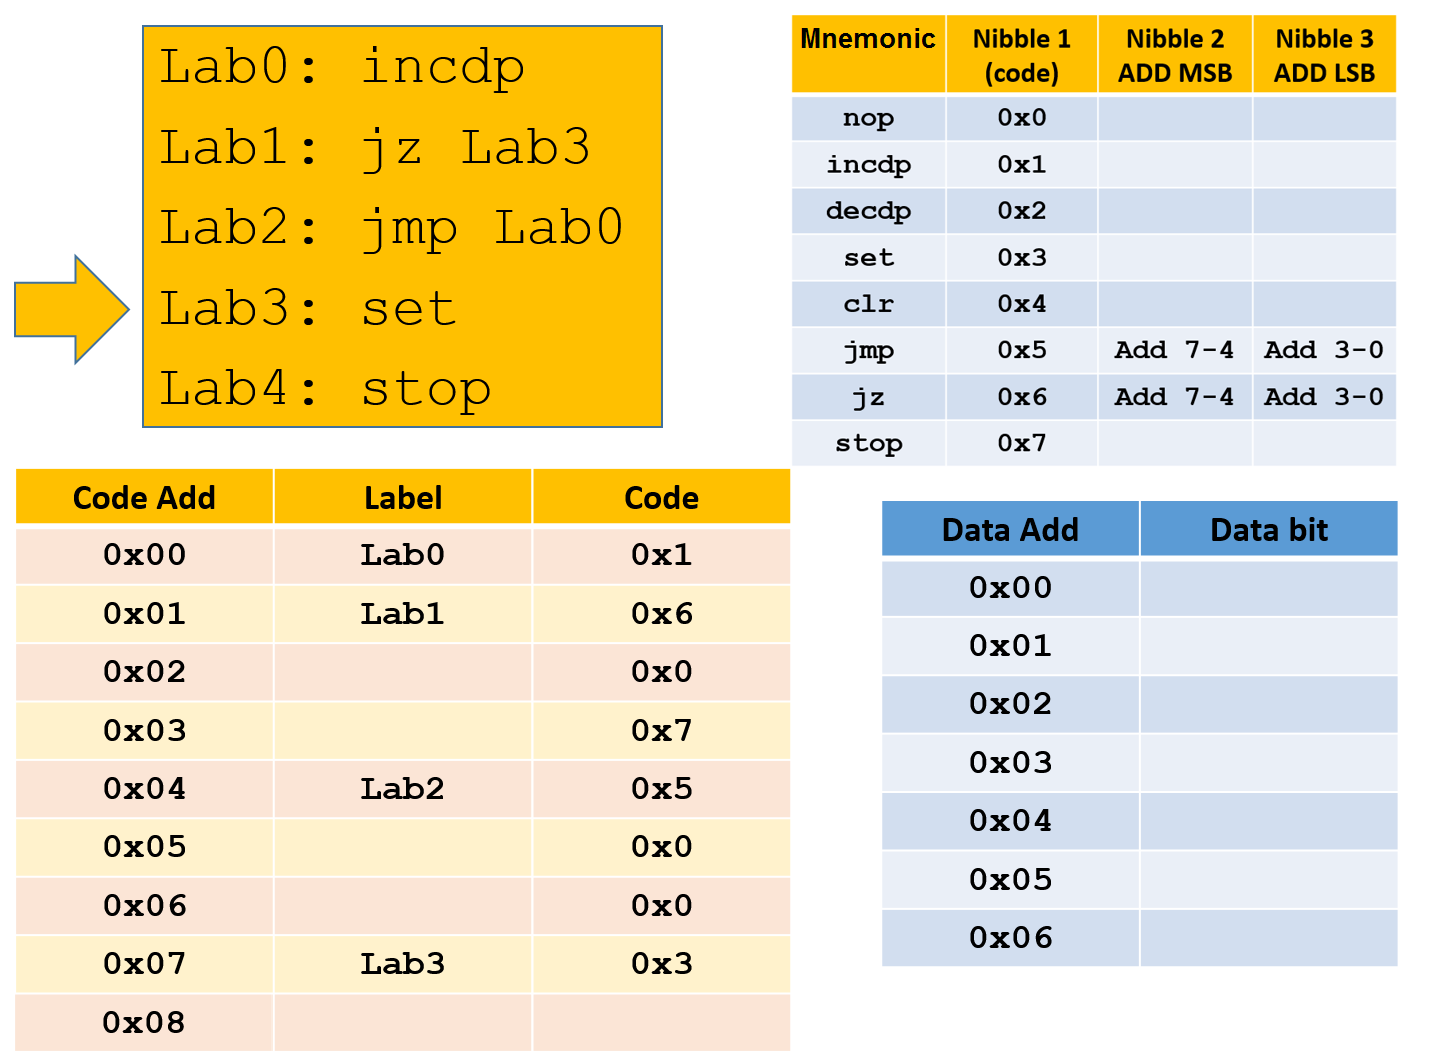 Lab0: incdp
Lab1: jz Lab3
Lab2: jmp Lab0
Lab3: set
Lab4: stop
Mnemonic Nibble 1 (code) Nibble 2 ADD MSB Nibble 3 ADD LSB
nop 0x0
incdp 0x1
decdp 0x2
set 0x3
clr 0x4
jmp 0x5 Add 7-4 Add 3-0
jz 0x6 Add 7-4 Add 3-0
stop 0x7
Code Add Label Code
0x00 Lab0 0x1
0x01 Lab1 0x6
0x02 0x0
0x03 0x7
0x04 Lab2 0x5
0x05 0x0
0x06 0x0
0x07 Lab3 0x3
0x08
Data Add Data bit
0x00
0x01
0x02
0x03
0x04
0x05
0x06